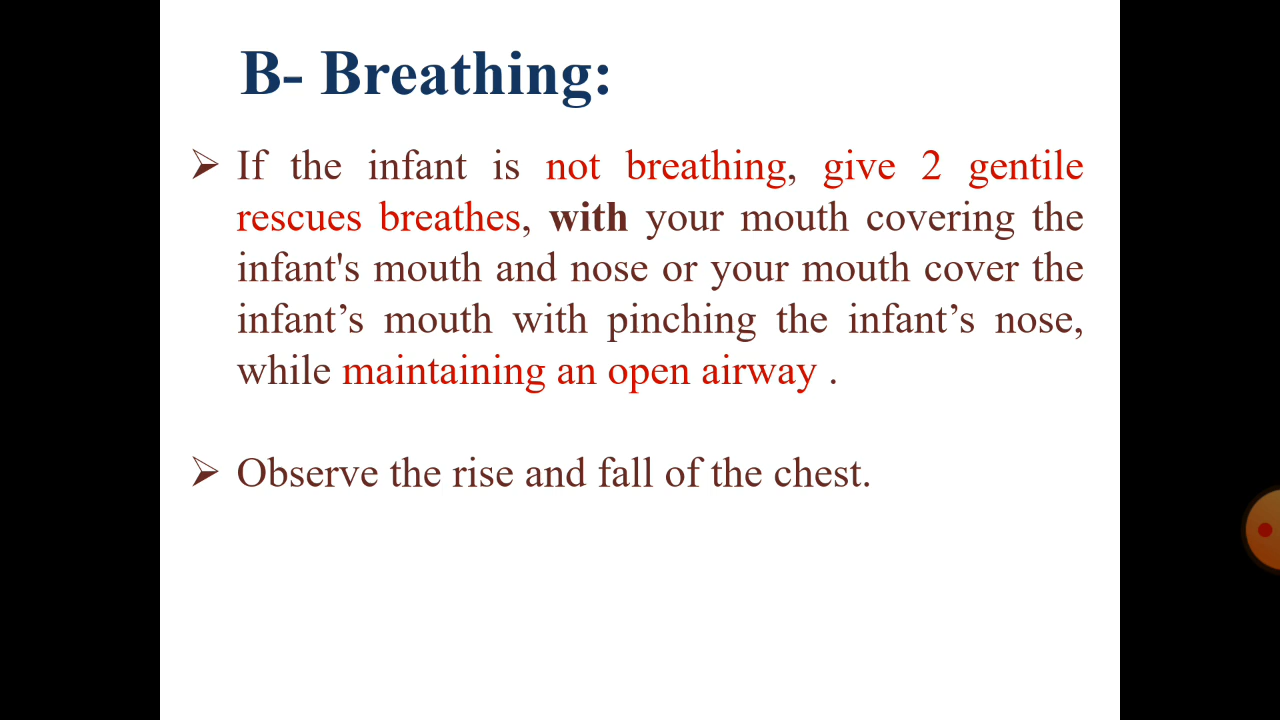 B- Breathing:
➢ If the infant is not breathing, give 2 gentile
rescues breathes, with your mouth covering the
infant's mouth and nose or your mouth cover the
infant’s mouth with pinching the infant’s nose,
while maintaining an open airway .
➢ Observe the rise and fall of the chest.